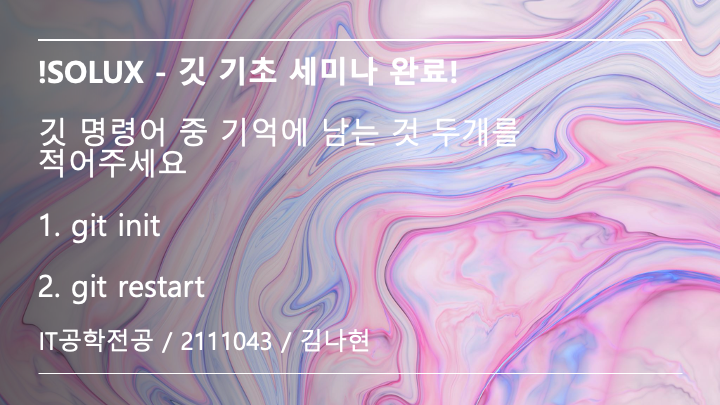 !SOLUX - 깃 기초 세미나 완료!
깃 명령어 중 기억에 남는 것 두개를
적어주세요
1. git init
2. git restart
IT공학전공 / 2111043 / 김나현